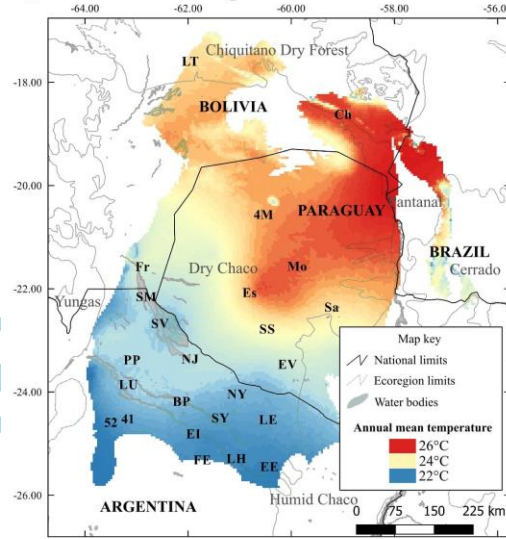 -64.00 -62.00 -60.00 -58.00 -56.0
-18.00
-20.00
-22.00
-24.00
-26.00
Chiquitano Dry Forest
LT
BOLIVIA
Ch
4M
PARAGUAY
antanal
BRAZIL
Cerrado
Fr
Dry Chaco
Mo
Yungas
SM
Es
Sa
SV
SS
PP
NJ
EV
LU
BP
NY
52 41
SY
LE
EI
FE
LH
EE
Humid Chaco
ARGENTINA
Map key
National limits
Ecoregion limits
Water bodies
Annual mean temperature
26°C
24°C
22°C
0 75 150 225 km